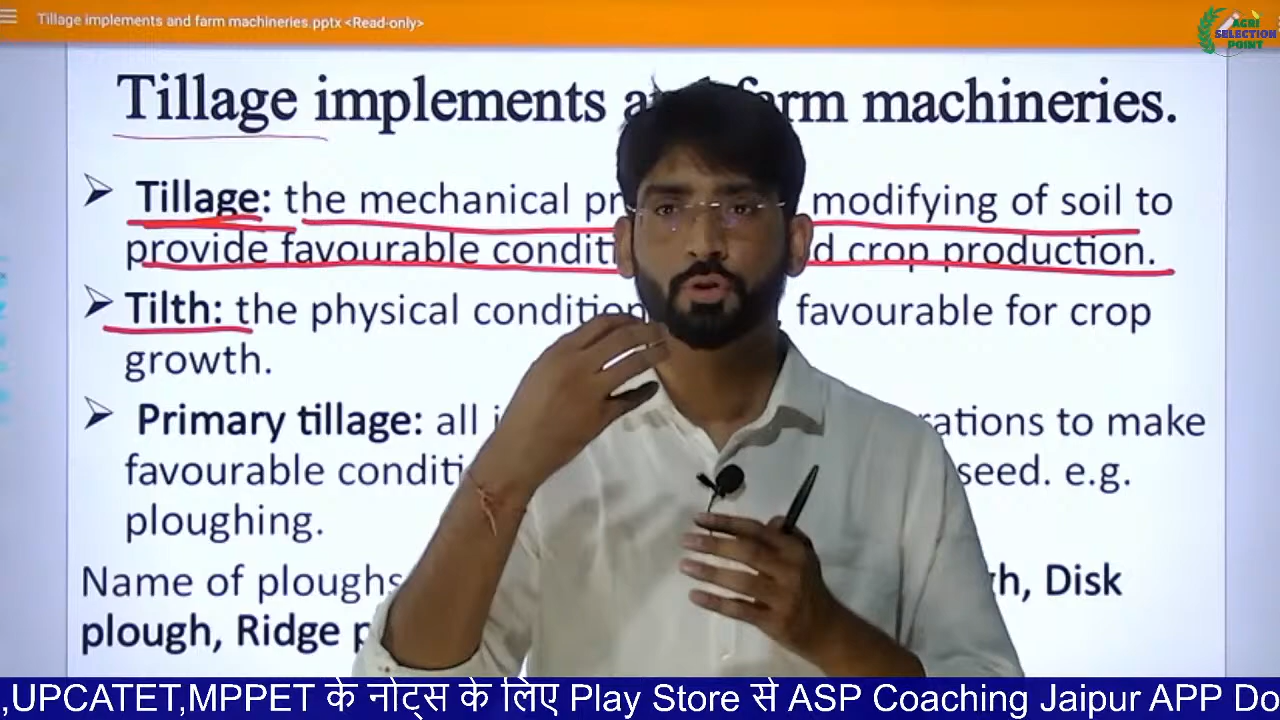 Tillage implements and farm machineries.pptx <Read-only>
AGRI
SELECTION
POINT
Tillage implements a farm machineries.
➤ Tillage: the mechanical pr modifying of soil to
provide favourable conditi d crop production.
➤ Tilth: the physical condition favourable for crop
growth.
➤ Primary tillage: all i rations to make
favourable conditi seed. e.g.
ploughing.
Name of ploughs gh, Disk
plough, Ridge p
,UPCATET,MPPET के नोट्स के लिए Play Store से ASP Coaching Jaipur APP Do